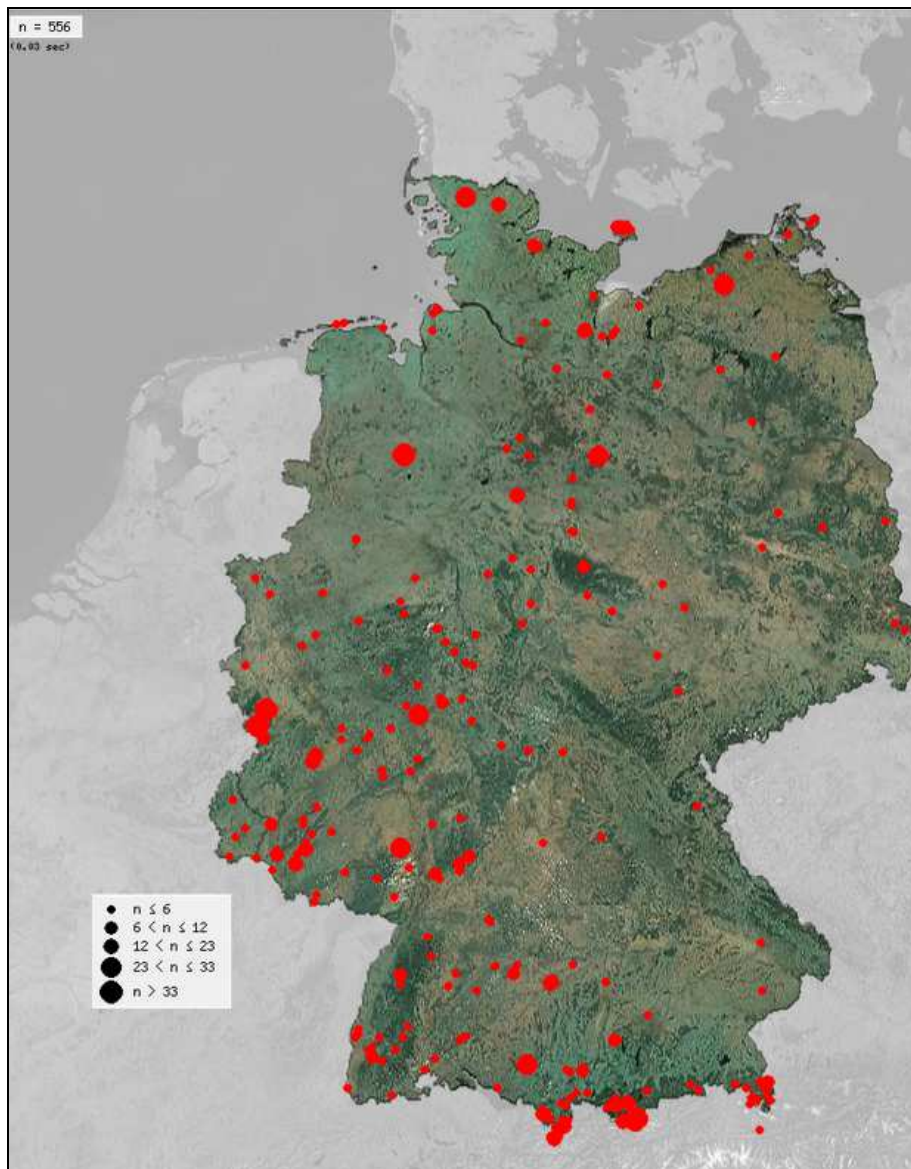 n = 556
(0.03 sec)
n ≤ 6
6 < n ≤ 12
12 < n ≤ 23
23 < n ≤ 33
n > 33